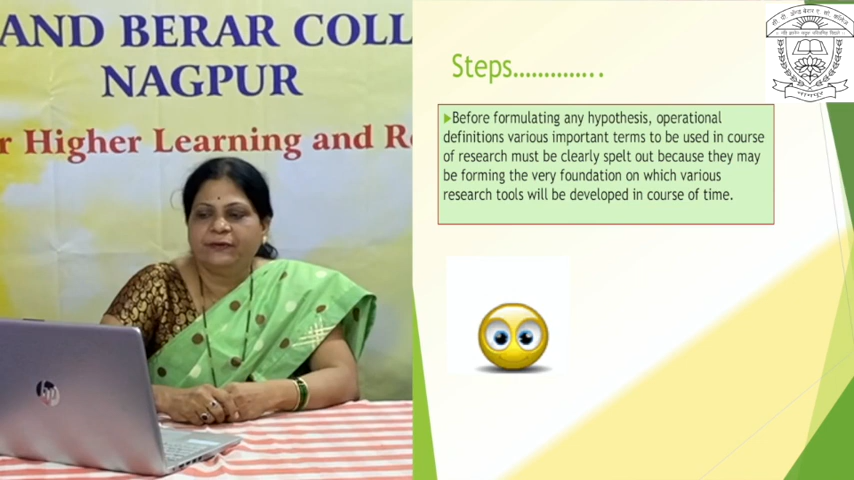 AND BERAR COLL
NAGPUR
r Higher Learning and Re
hp
Steps...............
▶Before formulating any hypothesis, operational
definitions various important terms to be used in course
of research must be clearly spelt out because they may
be forming the very foundation on which various
research tools will be developed in course of time.
नागपूर